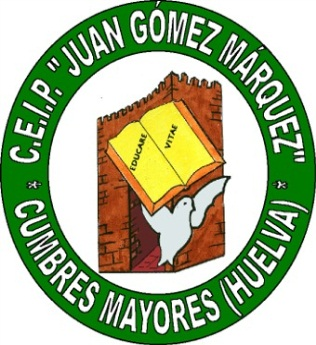 C.E.I.P. "JUAN GÓMEZ MÁRQUEZ"
EDUCARE
VITAE
* CUMBRES MAYORES (HUELVA) *